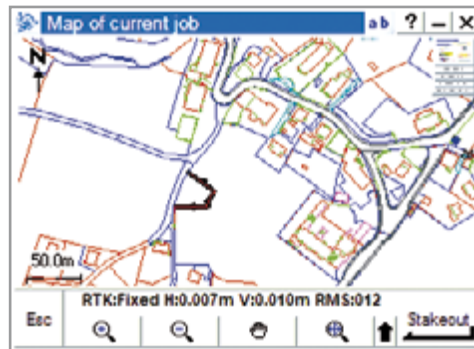 Map of current job
ab ?
N
50.0m
RTK:Fixed H:0.007m V:0.010m RMS:012
Esc
Stakeout